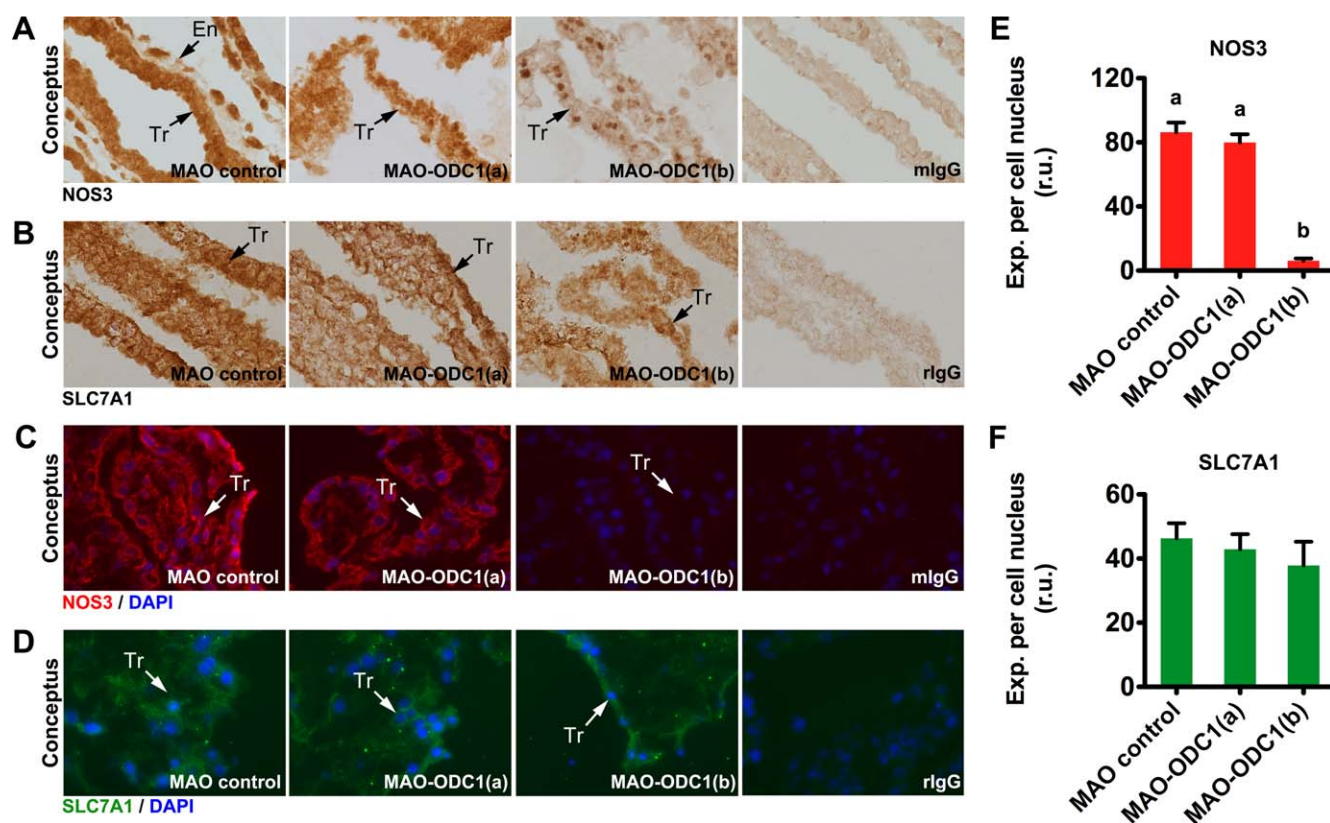 A
Conceptus
En
Tr
MAO control
Tr
MAO-ODC1(a)
Tr
MAO-ODC1(b)
mIgG
NOS3
B
Conceptus
Tr
MAO control
Tr
MAO-ODC1(a)
Tr
MAO-ODC1(b)
rIgG
SLC7A1
C
Conceptus
Tr
MAO control
Tr
MAO-ODC1(a)
Tr
MAO-ODC1(b)
mIgG
NOS3 / DAPI
D
Conceptus
Tr
MAO control
Tr
MAO-ODC1(a)
Tr
MAO-ODC1(b)
rIgG
SLC7A1 / DAPI
E
NOS3
Exp. per cell nucleus
(r.u.)
120
80
40
0
a
a
b
MAO control
MAO-ODC1(a)
MAO-ODC1(b)
F
SLC7A1
Exp. per cell nucleus
(r.u.)
60
40
20
0
MAO control
MAO-ODC1(a)
MAO-ODC1(b)